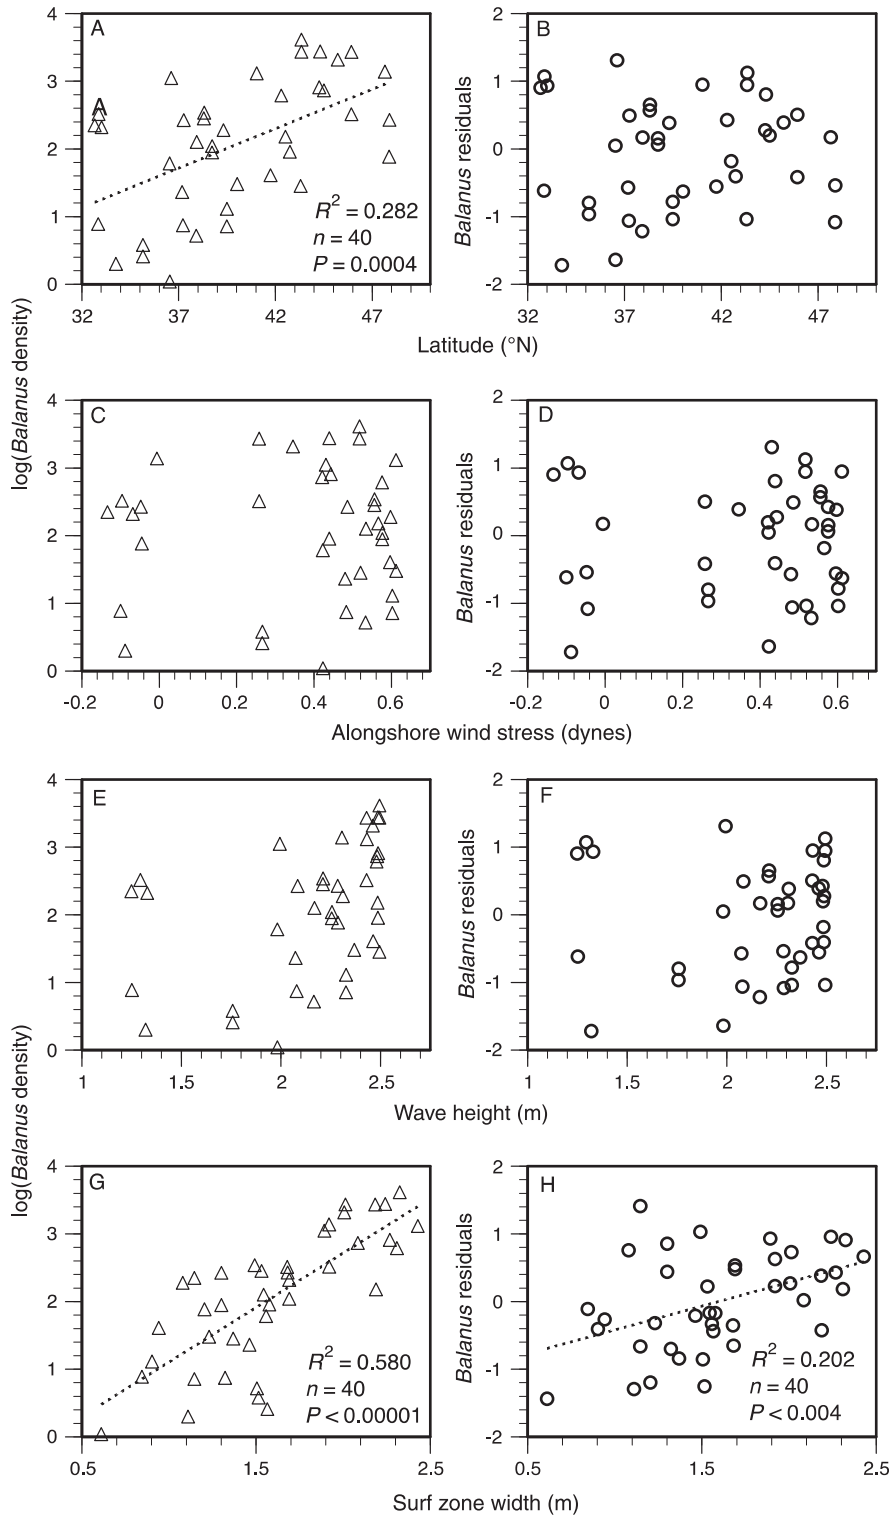 A
B
4
3
2
1
0
R² = 0.282
n = 40
P = 0.0004
32 37 42 47
2
1
0
-1
-2
Balanus residuals
32 37 42 47
Latitude (°N)
log(Balanus density)
C
D
4
3
2
1
0
-0.2 0 0.2 0.4 0.6
2
1
0
-1
-2
Balanus residuals
-0.2 0 0.2 0.4 0.6
Alongshore wind stress (dynes)
E
F
4
3
2
1
0
1 1.5 2 2.5
2
1
0
-1
-2
Balanus residuals
1 1.5 2 2.5
Wave height (m)
log(Balanus density)
G
H
4
3
2
1
0
R² = 0.580
n = 40
P < 0.00001
0.5 1.5 2.5
2
1
0
-1
-2
Balanus residuals
R² = 0.202
n = 40
P < 0.004
0.5 1.5 2.5
Surf zone width (m)